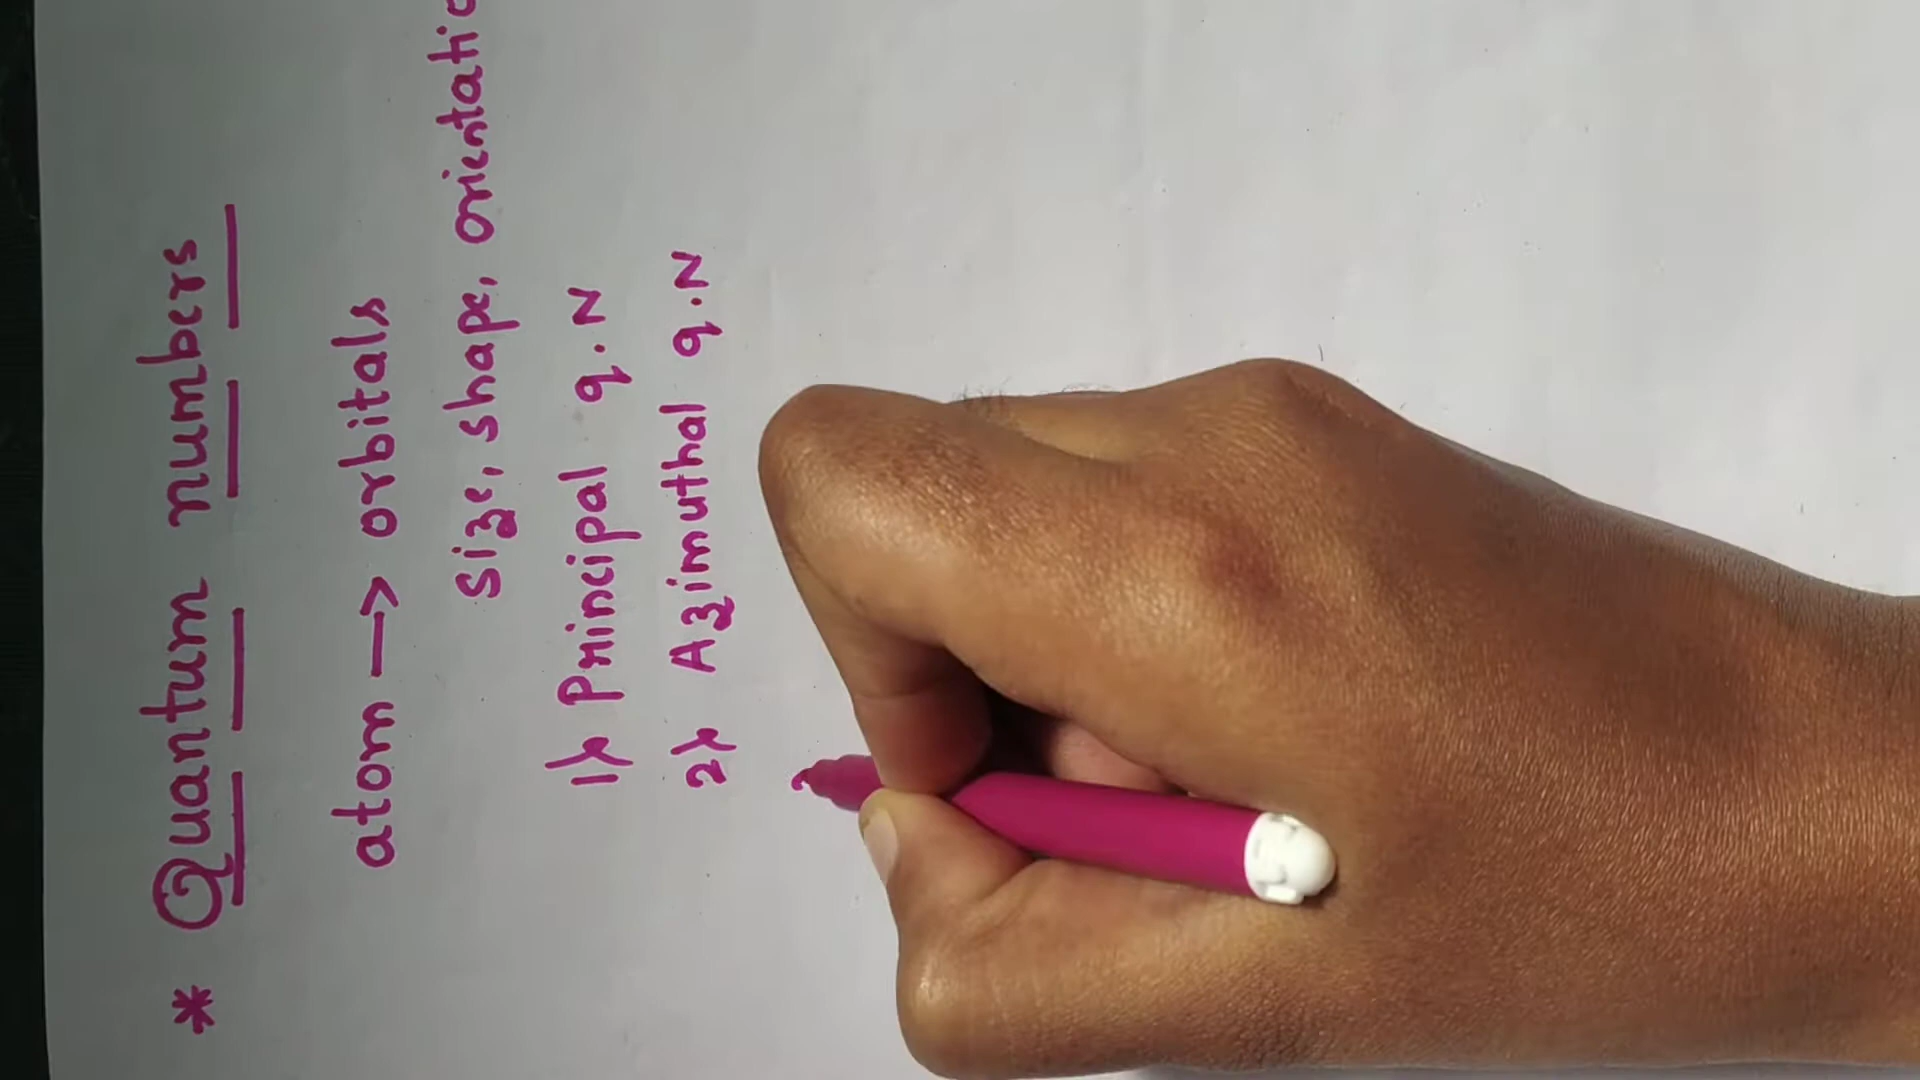 * Quantum numbers
atom → orbitals
size, shape, orientatio
1) Principal q.N
2) Azimuthal q.N